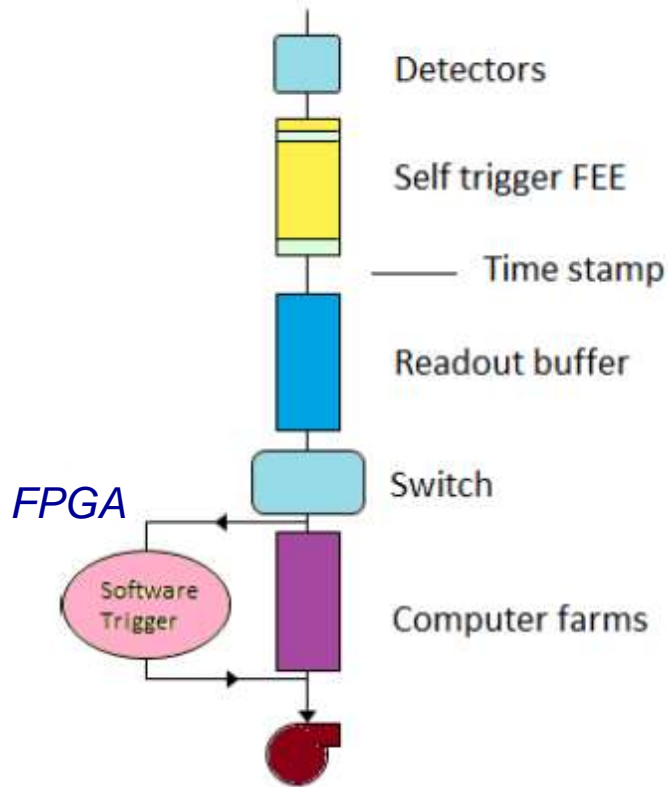 Detectors
Self trigger FEE
Time stamp
Readout buffer
Switch
FPGA
Software
Trigger
Computer farms